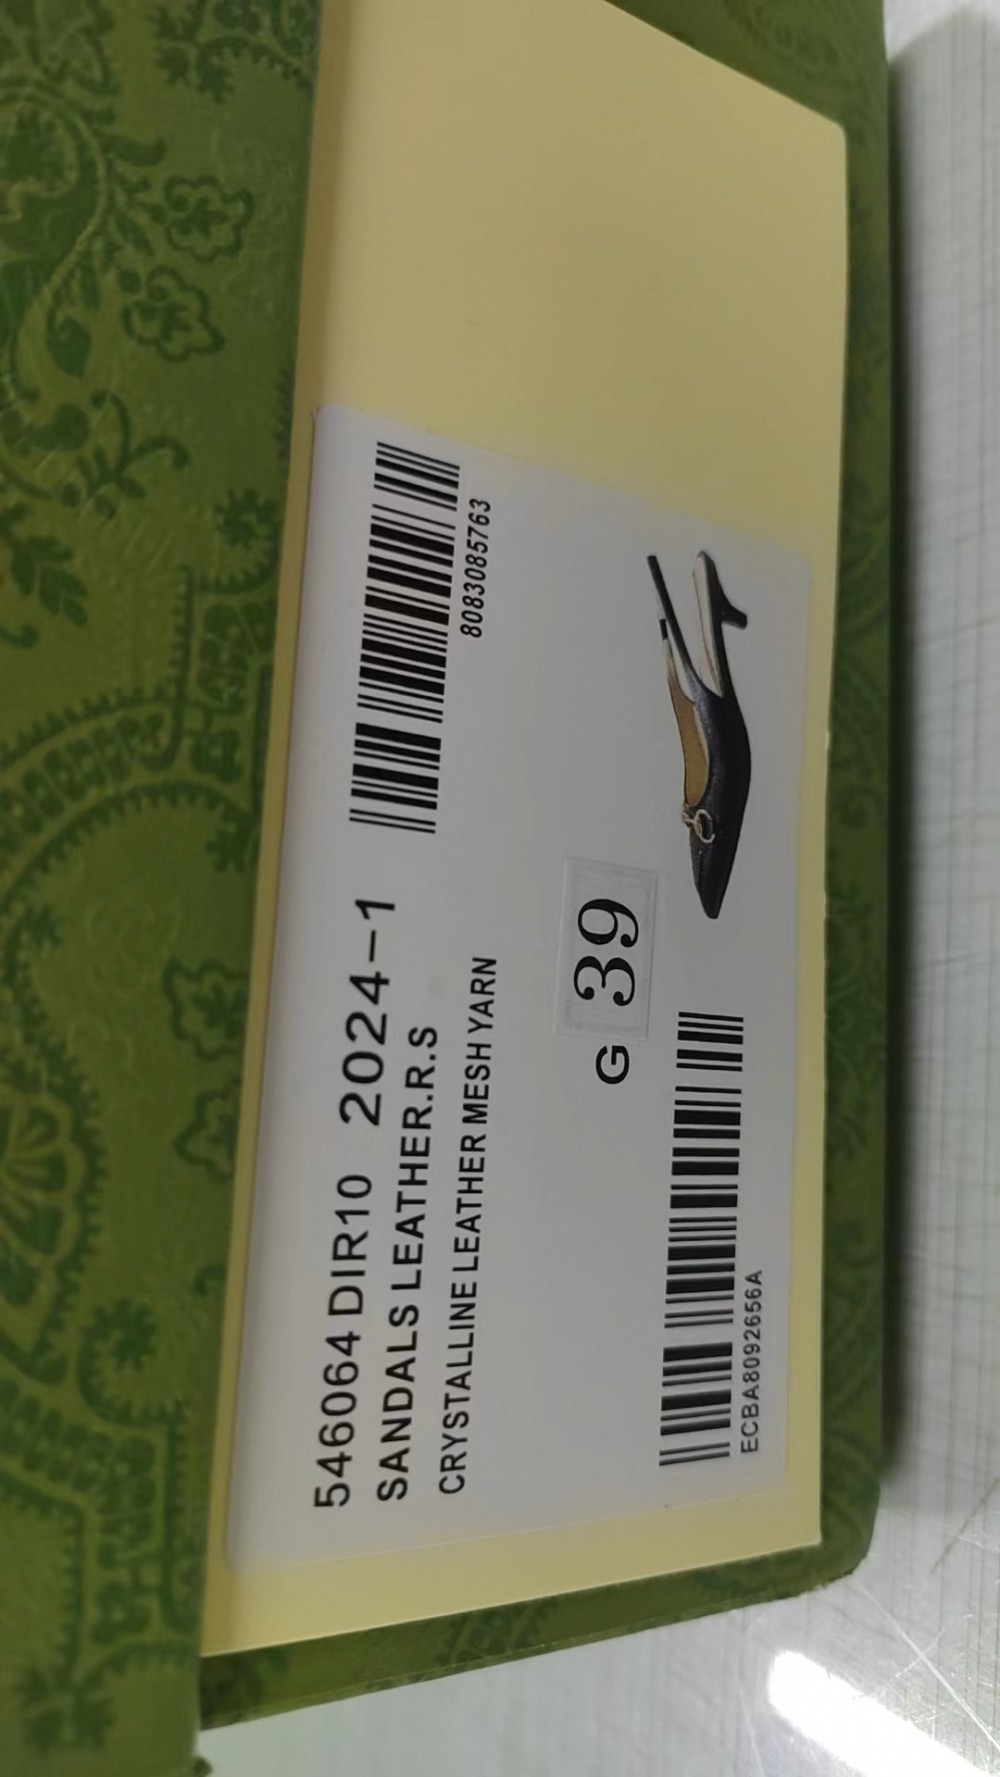 546064 DIR10 2024-1
SANDALS LEATHER.R.S
CRYSTALLINE LEATHER MESH YARN
8083085763
G 39
ECBA8092656A